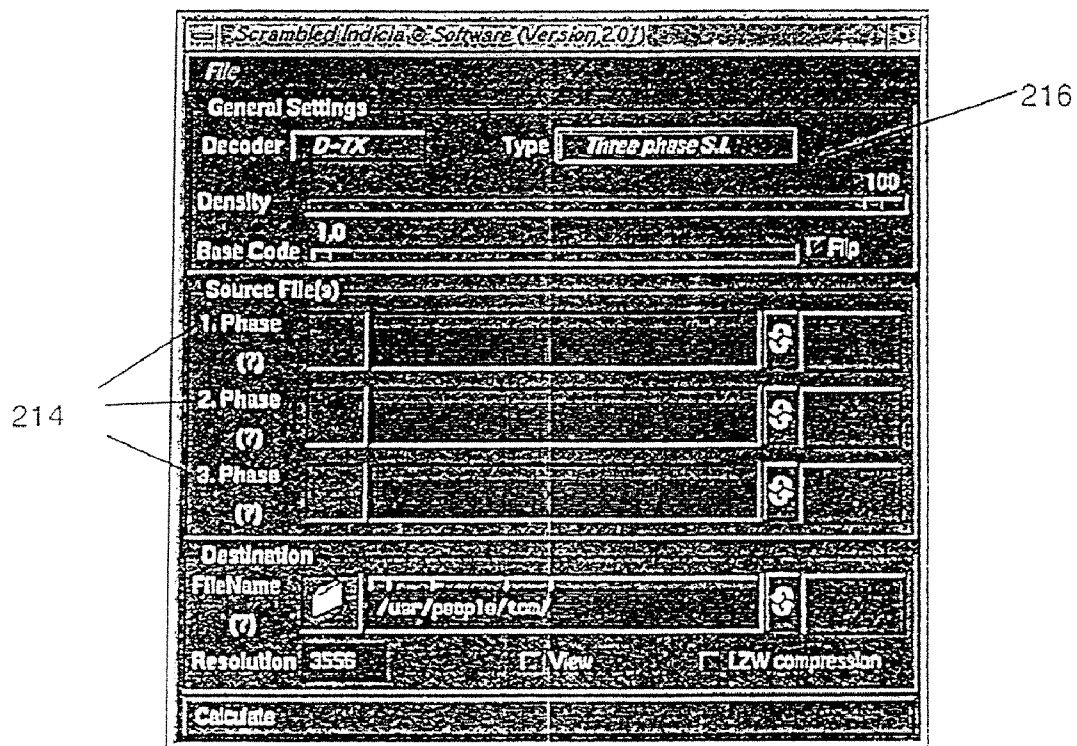 Scrambled Indicia @ Software (Version 2.01)
File
General Settings
216
Decoder D-7X Type Three phase S.I.
100
Density
1.0
Base Code Flip
Source File(s)
1. Phase
(?)
214
2. Phase
(?)
3. Phase
(?)
Destination
FileName
/usr/people/tom/
(?)
Resolution 3556 View LZW compression
Calculate